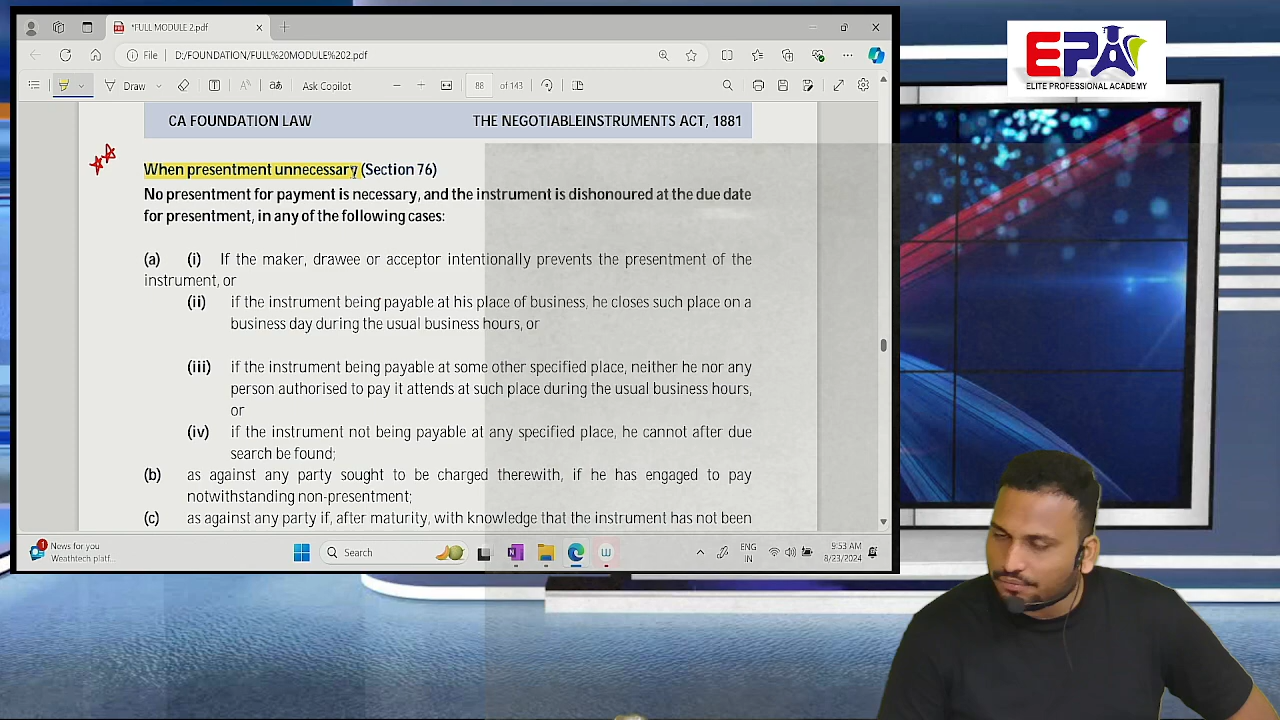 *FULL MODULE 2.pdf
File
D:/FOUNDATION/FULL%20MODULE
Draw
Ask Copilot
88 of 143
CA FOUNDATION LAW THE NEGOTIABLEINSTRUMENTS ACT, 1881
When presentment unnecessary (Section 76)
No presentment for payment is necessary, and the instrument is dishonoured at the due date
for presentment, in any of the following cases:
(a) (i) If the maker, drawee or acceptor intentionally prevents the presentment of the
instrument, or
(ii) if the instrument being payable at his place of business, he closes such place on a
business day during the usual business hours, or
(iii) if the instrument being payable at some other specified place, neither he nor any
person authorised to pay it attends at such place during the usual business hours,
or
(iv) if the instrument not being payable at any specified place, he cannot after due
search be found;
(b) as against any party sought to be charged therewith, if he has engaged to pay
notwithstanding non-presentment;
(c) as against any party if, after maturity, with knowledge that the instrument has not been
News for you
Weathtech platf...
Search
ENG
IN
9:53 AM
8/23/2024
EPA
ELITE PROFESSIONAL ACADEMY